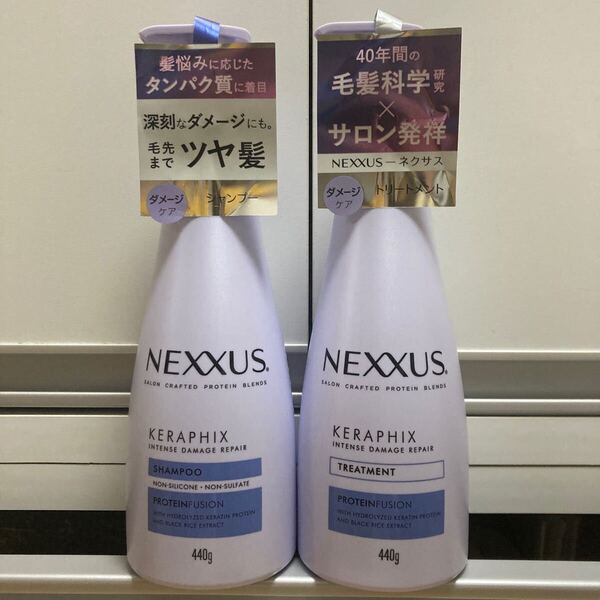 髪悩みに応じた
タンパク質に着目
深刻なダメージにも。
毛先まで ツヤ髪
ダメージ
ケア
シャンプー
NEXXUS®
SALON CRAFTED PROTEIN BLENDS
KERAPHIX
INTENSE DAMAGE REPAIR
SHAMPOO
NON-SILICONE • NON-SULFATE
PROTEINFUSION
WITH HYDROLYZED KERATIN PROTEIN
AND BLACK RICE EXTRACT
440g
40年間の
毛髪科学研究
×
サロン発祥
NEXXUS—ネクサス
ダメージ
ケア
トリートメント
NEXXUS®
SALON CRAFTED PROTEIN BLENDS
KERAPHIX
INTENSE DAMAGE REPAIR
TREATMENT
PROTEINFUSION
WITH HYDROLYZED KERATIN PROTEIN
AND BLACK RICE EXTRACT
440g